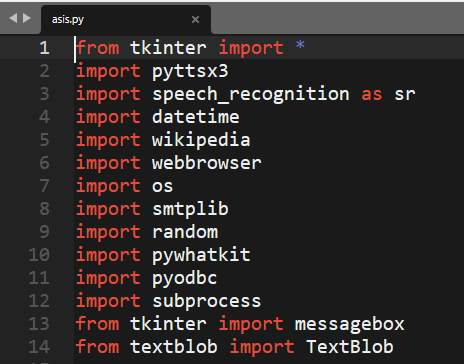 asis.py
1 from tkinter import *
2 import pyttsx3
3 import speech_recognition as sr
4 import datetime
5 import wikipedia
6 import webbrowser
7 import os
8 import smtplib
9 import random
10 import pywhatkit
11 import pyodbc
12 import subprocess
13 from tkinter import messagebox
14 from textblob import TextBlob